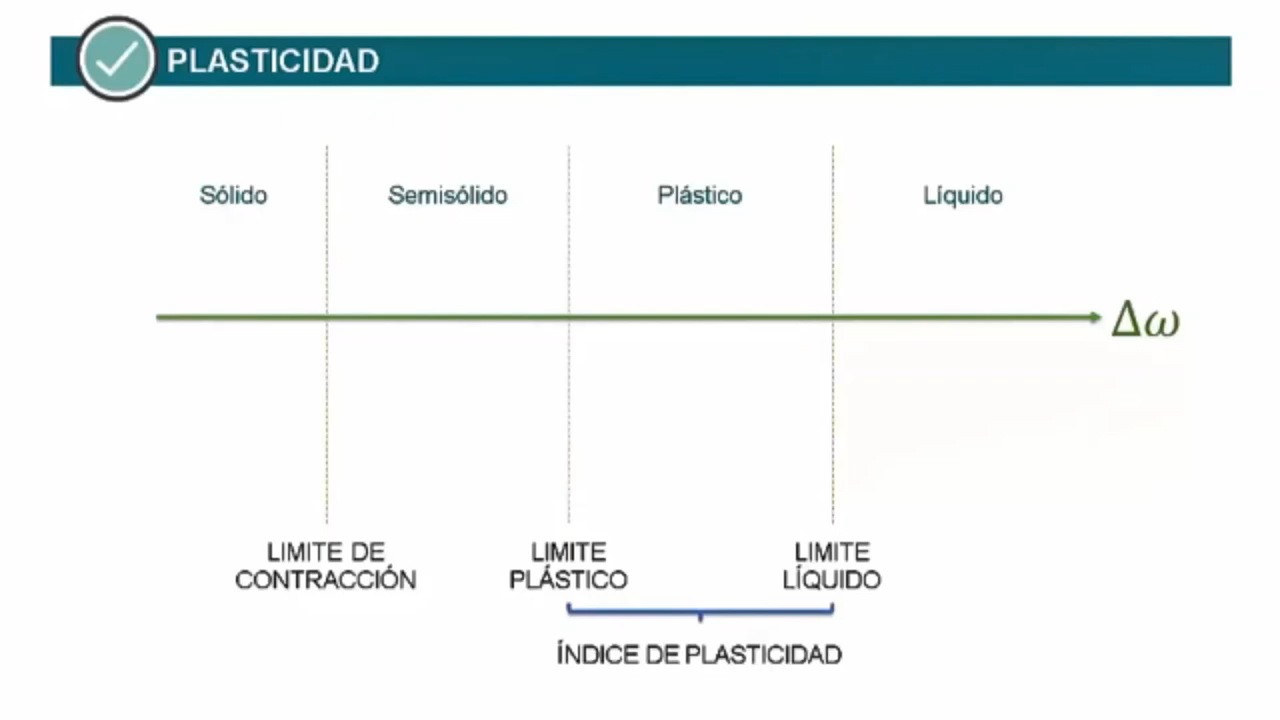 PLASTICIDAD
Sólido
Semisólido
Plástico
Líquido
Δω
LIMITE DE
CONTRACCIÓN
LIMITE
PLÁSTICO
LIMITE
LÍQUIDO
ÍNDICE DE PLASTICIDAD